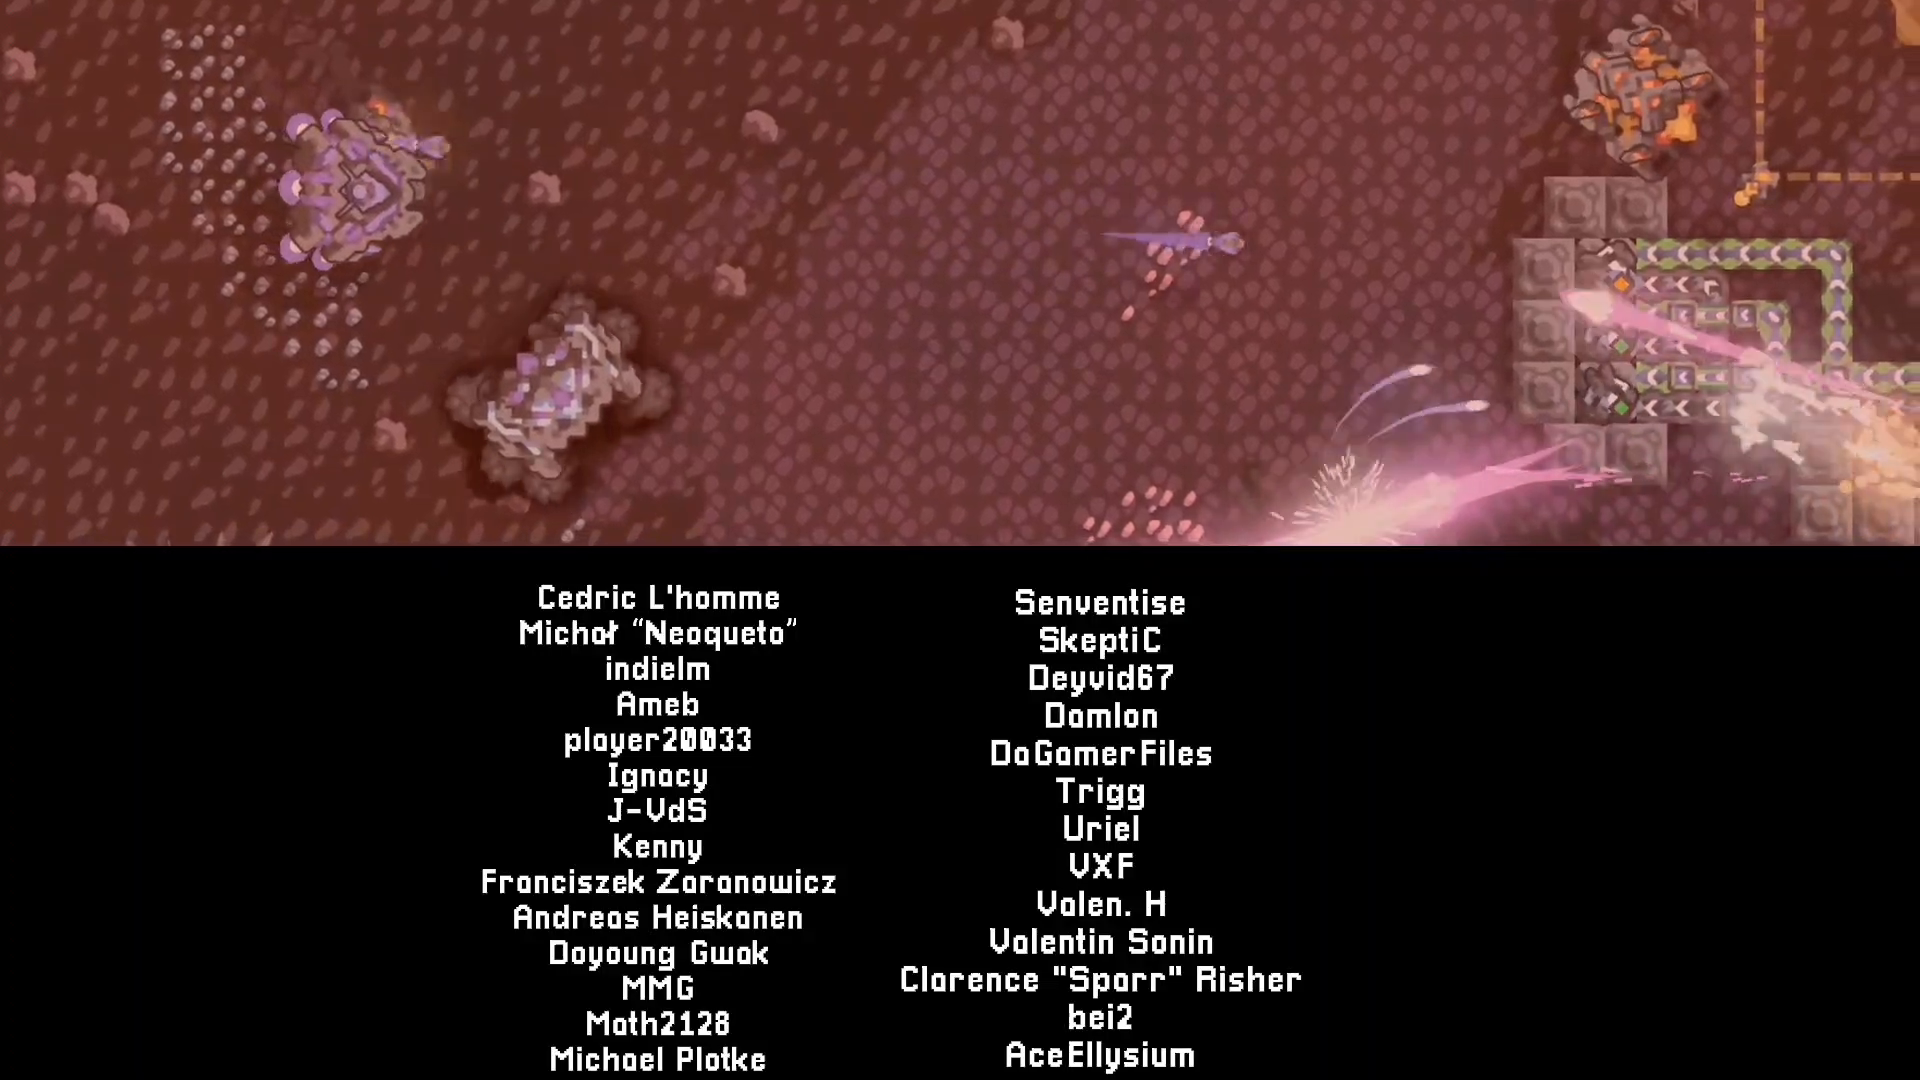 Cedric L'homme
Michał “Neoqueto”
indielm
Ameb
player20033
Ignacy
J-VdS
Kenny
Franciszek Zaranowicz
Andreas Heiskanen
Doyoung Gwak
MMG
Math2128
Michael Plotke
Senventise
SkeptiC
Deyvid67
Damlon
DaGamerFiles
Trigg
Uriel
VXF
Valen. H
Valentin Sonin
Clarence "Sparr" Risher
bei2
AceEllysium